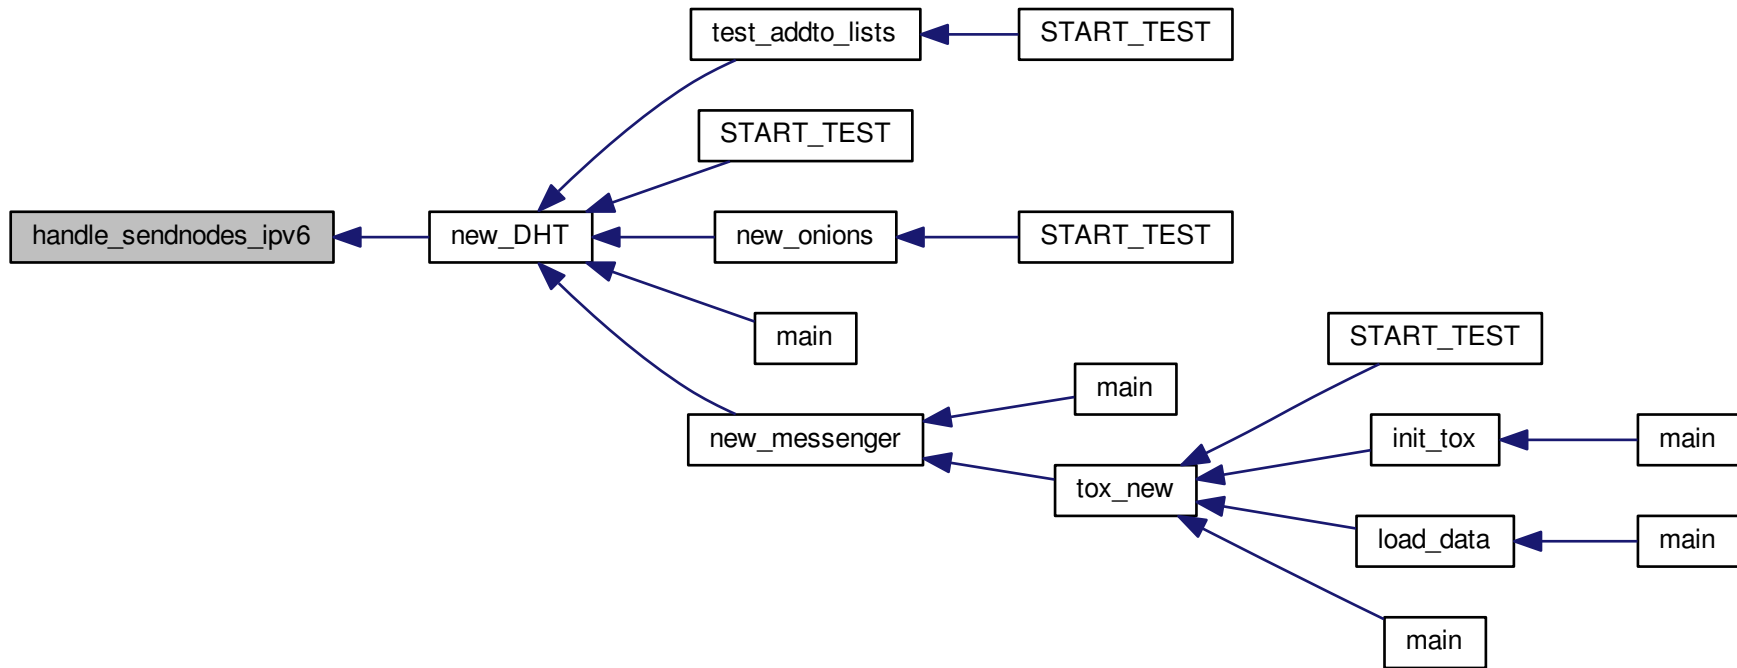 test_addto_lists
START_TEST
START_TEST
handle_sendnodes_ipv6
new_DHT
new_onions
START_TEST
main
START_TEST
main
new_messenger
init_tox
main
tox_new
load_data
main
main